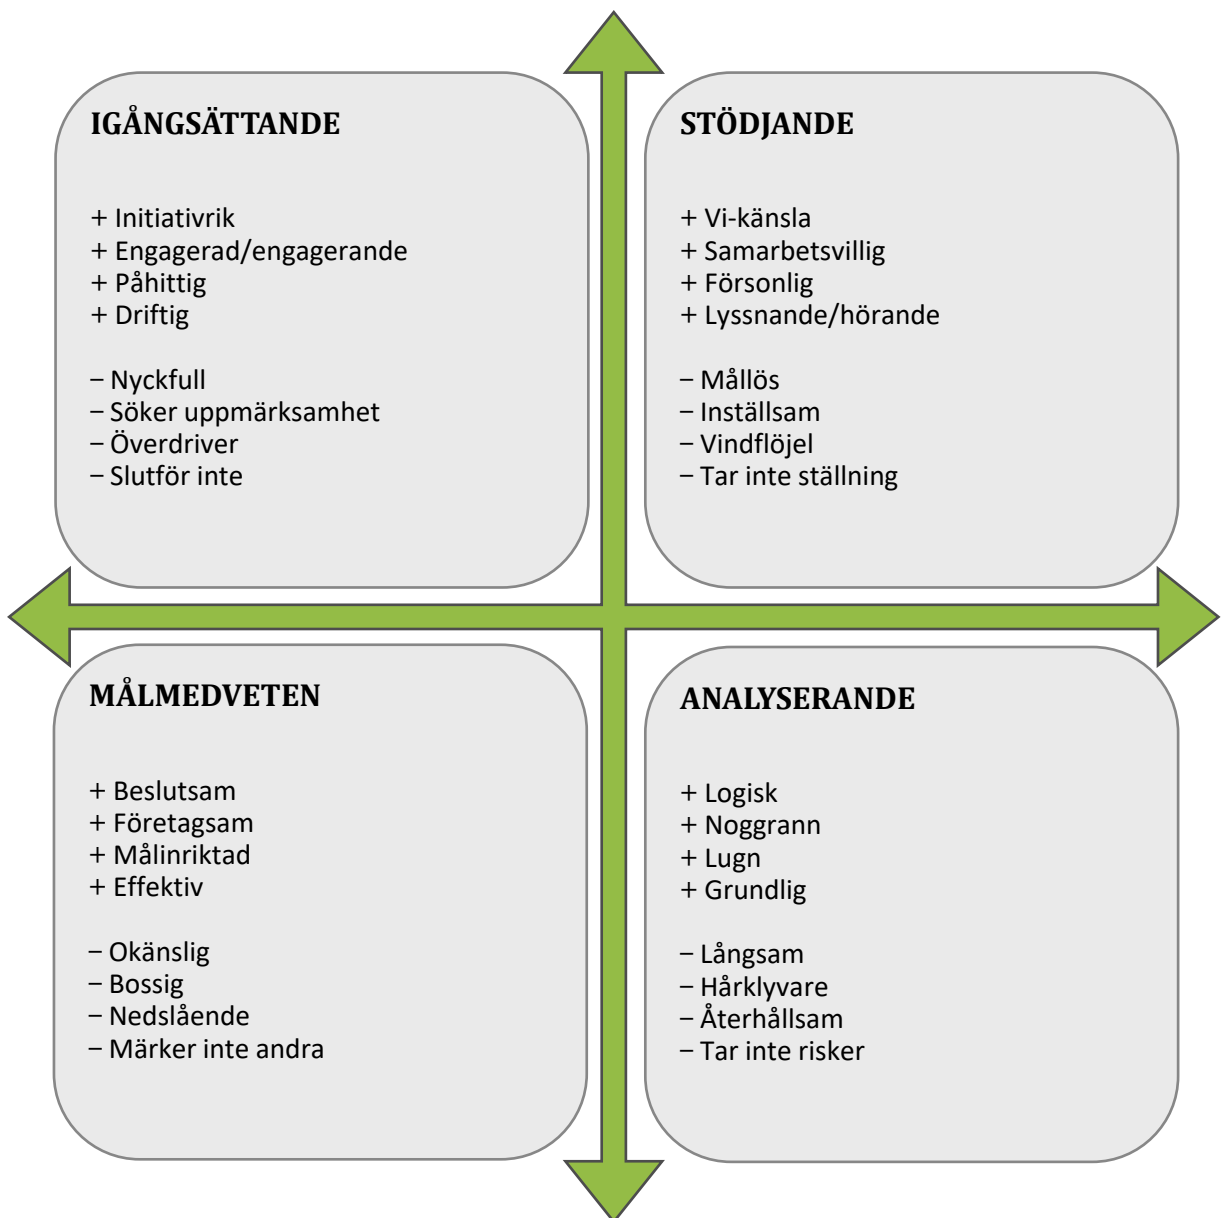 IGÅNGSÄTTANDE
+ Initiativrik
+ Engagerad/engagerande
+ Påhittig
+ Driftig
– Nyckfull
– Söker uppmärksamhet
– Överdriver
– Slutför inte
STÖDJANDE
+ Vi-känsla
+ Samarbetsvillig
+ Försonlig
+ Lyssnande/hörande
– Mållös
– Inställsam
– Vindflöjel
– Tar inte ställning
MÅLMEDVETEN
+ Beslutsam
+ Företagsam
+ Målinriktad
+ Effektiv
– Okänslig
– Bossig
– Nedslående
– Märker inte andra
ANALYSERANDE
+ Logisk
+ Noggrann
+ Lugn
+ Grundlig
– Långsam
– Hårklyvare
– Återhållsam
– Tar inte risker